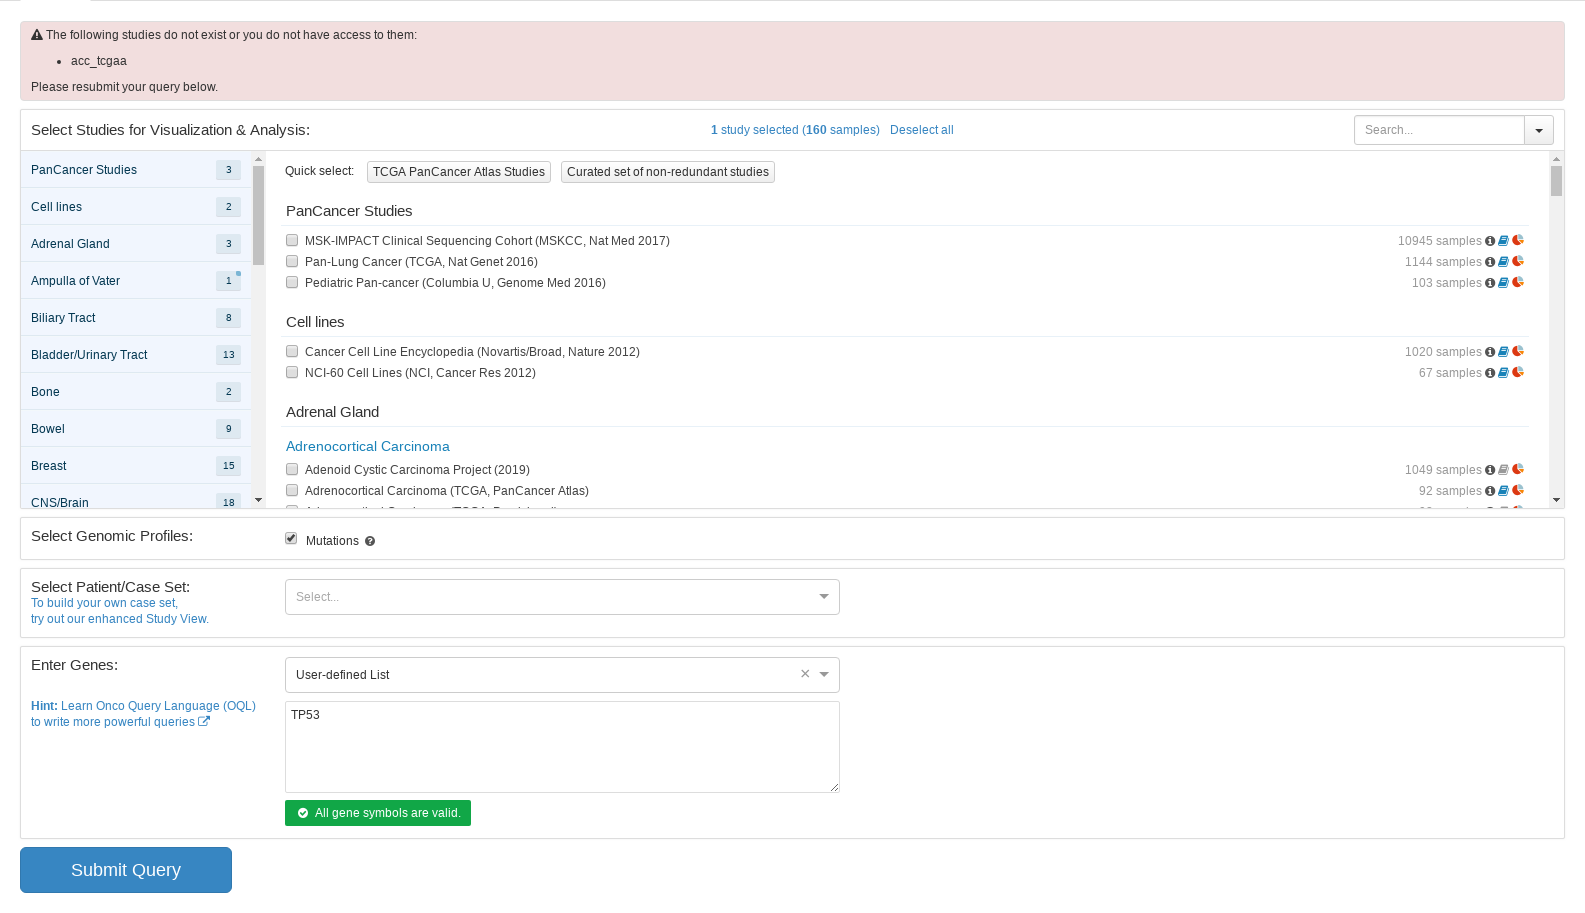 The following studies do not exist or you do not have access to them:
• acc_tcgaa
Please resubmit your query below.
Select Studies for Visualization & Analysis:
1 study selected (160 samples) Deselect all
Search...
PanCancer Studies 3
Cell lines 2
Adrenal Gland 3
Ampulla of Vater 1
Biliary Tract 8
Bladder/Urinary Tract 13
Bone 2
Bowel 9
Breast 15
CNS/Brain 18
Quick select: TCGA PanCancer Atlas Studies Curated set of non-redundant studies
PanCancer Studies
MSK-IMPACT Clinical Sequencing Cohort (MSKCC, Nat Med 2017) 10945 samples
Pan-Lung Cancer (TCGA, Nat Genet 2016) 1144 samples
Pediatric Pan-cancer (Columbia U, Genome Med 2016) 103 samples
Cell lines
Cancer Cell Line Encyclopedia (Novartis/Broad, Nature 2012) 1020 samples
NCI-60 Cell Lines (NCI, Cancer Res 2012) 67 samples
Adrenal Gland
Adrenocortical Carcinoma
Adenoid Cystic Carcinoma Project (2019) 1049 samples
Adrenocortical Carcinoma (TCGA, PanCancer Atlas) 92 samples
Select Genomic Profiles:
Mutations
Select Patient/Case Set:
To build your own case set,
try out our enhanced Study View.
Select...
Enter Genes:
User-defined List
Hint: Learn Onco Query Language (OQL)
to write more powerful queries
TP53
All gene symbols are valid.
Submit Query